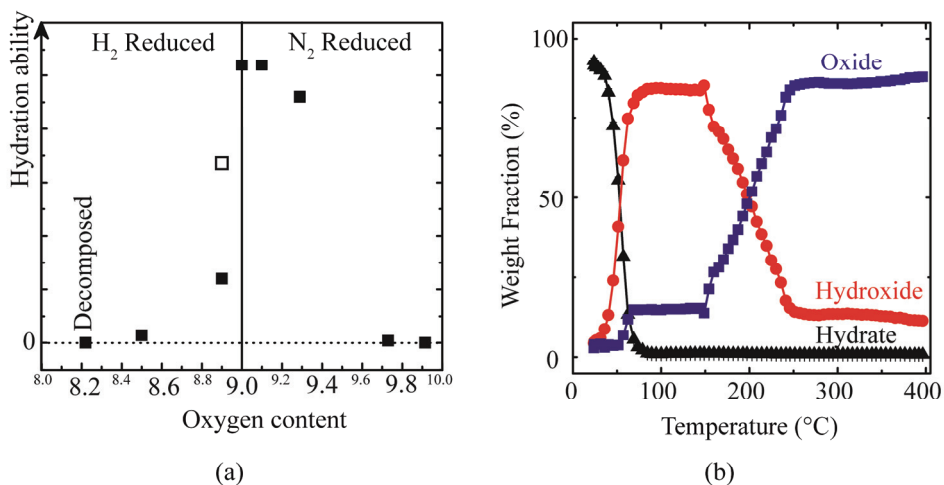 H2 Reduced
N2 Reduced
Hydration ability
Decomposed
0
8.0
8.2
8.4
8.6
8.8
9.0
9.2
9.4
9.6
9.8
10.0
Oxygen content
(a)
100
50
0
Weight Fraction (%)
Oxide
Hydroxide
Hydrate
0
100
200
300
400
Temperature (°C)
(b)